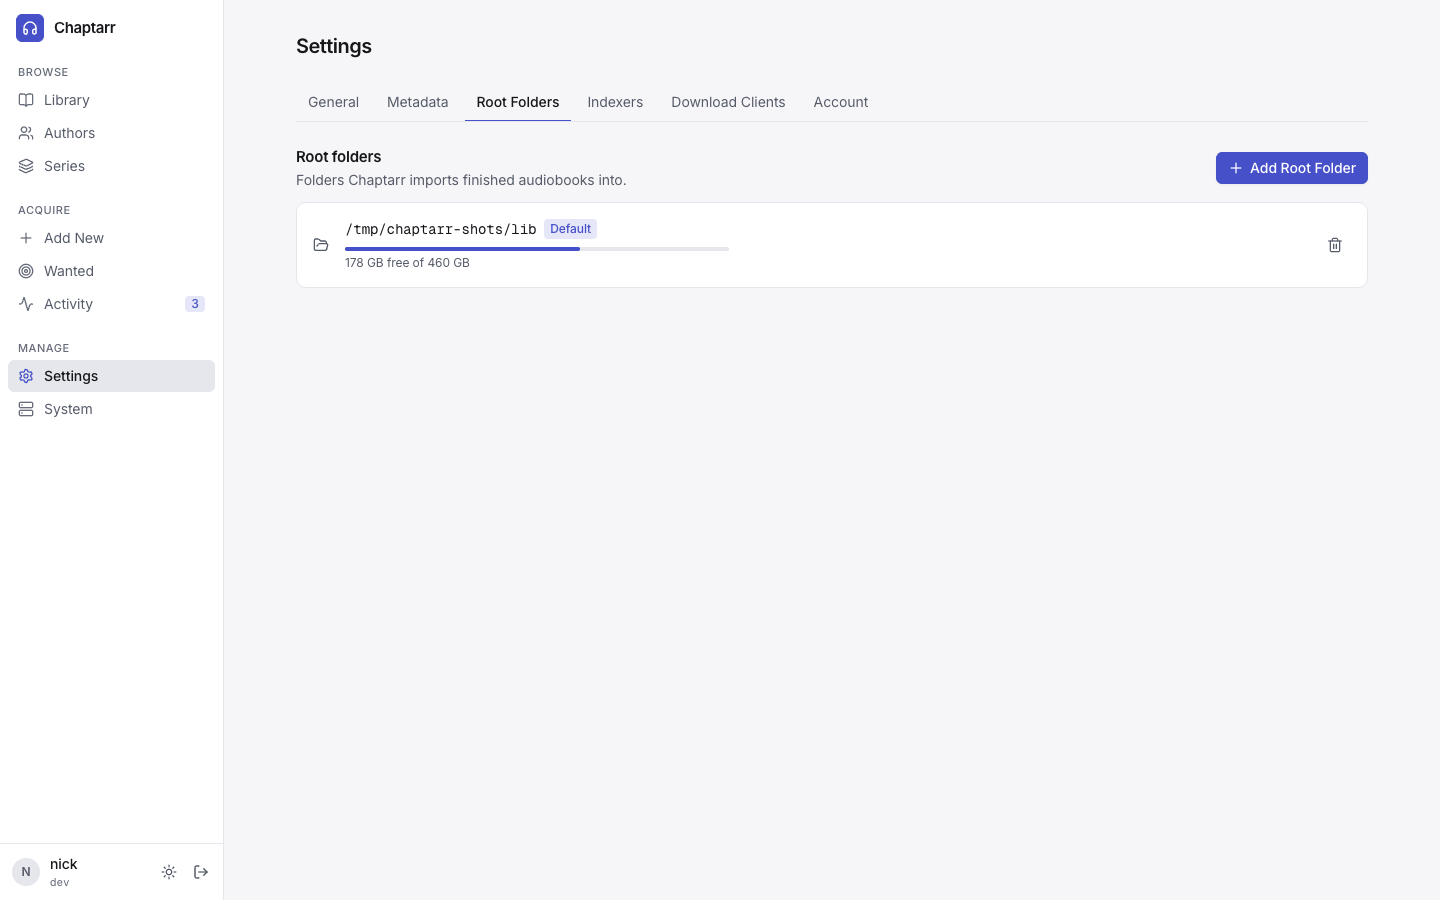 Chaptarr
BROWSE
Library
Authors
Series
ACQUIRE
Add New
Wanted
Activity 3
MANAGE
Settings
System
N nick
dev
Settings
General Metadata Root Folders Indexers Download Clients Account
Root folders
Folders Chaptarr imports finished audiobooks into.
Add Root Folder
/tmp/chaptarr-shots/lib Default
178 GB free of 460 GB